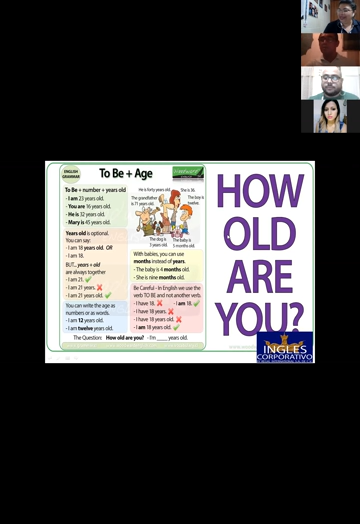 ENGLISH
GRAMMAR
To Be + Age
To Be + number + years old
- I am 23 years old.
- You are 16 years old.
- He is 32 years old.
- Mary is 45 years old.
He is forty years old.
She is 36.
The grandfather
is 71 years old.
The boy is
twelve.
The dog is
3 years old.
The baby is
5 months old.
Years old is optional.
You can say:
- I am 18 years old. OR
- I am 18.
BUT... years + old
are always together
- I am 21. ✓
- I am 21 years. ✗
- I am 21 years old. ✓
With babies, you can use
months instead of years.
- The baby is 4 months old.
- She is nine months old.
Be Careful - In English we use the
verb TO BE and not another verb.
- I have 18. ✗ - I am 18. ✓
- I have 18 years. ✗
- I have 18 years old. ✗
- I am 18 years old. ✓
You can write the age as
numbers or as words.
- I am 12 years old.
- I am twelve years old.
The Question: How old are you? - I'm ____ years old.
HOW
OLD
ARE
YOU?
INGLES
CORPORATIVO